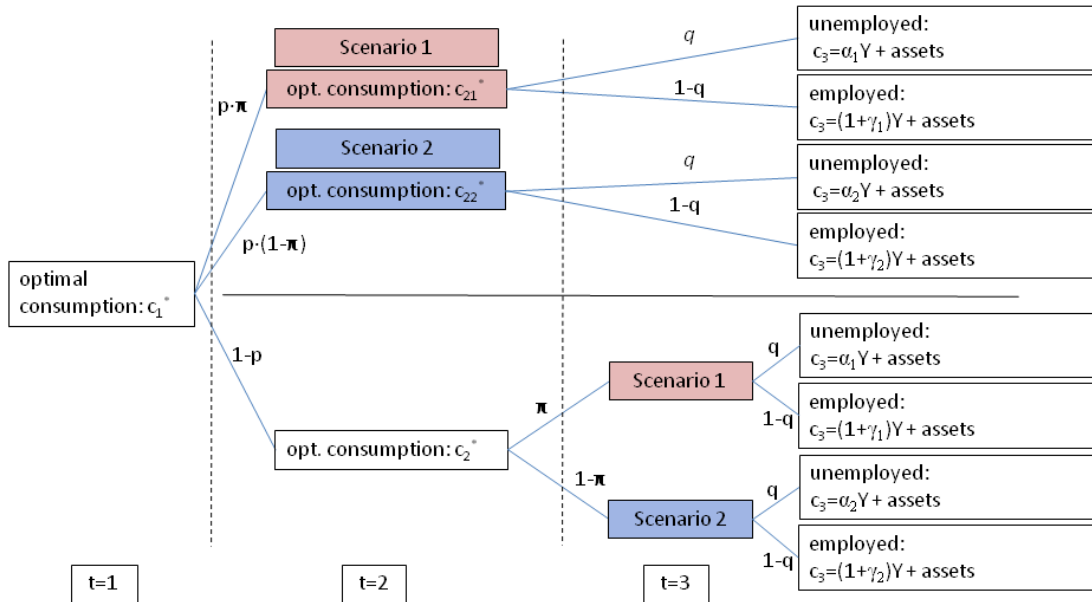 Scenario 1
opt. consumption: c₂₁*
Scenario 2
opt. consumption: c₂₂*
p·π
p·(1-π)
q
1-q
q
1-q
unemployed:
c₃=α₁Y + assets
employed:
c₃=(1+γ₁)Y + assets
unemployed:
c₃=α₂Y + assets
employed:
c₃=(1+γ₂)Y + assets
optimal
consumption: c₁*
1-p
opt. consumption: c₂*
π
1-π
Scenario 1
Scenario 2
q
1-q
q
1-q
unemployed:
c₃=α₁Y + assets
employed:
c₃=(1+γ₁)Y + assets
unemployed:
c₃=α₂Y + assets
employed:
c₃=(1+γ₂)Y + assets
t=1
t=2
t=3